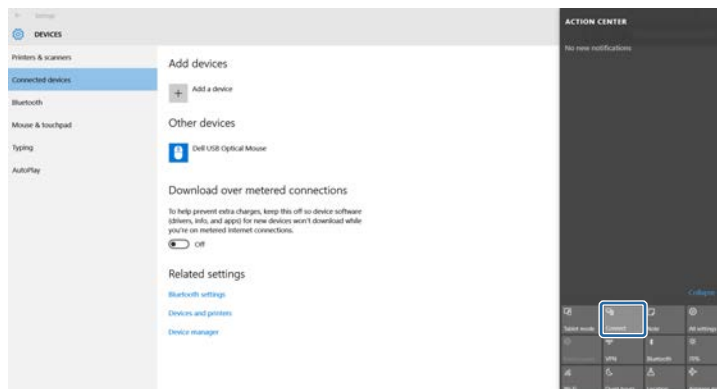 Settings
DEVICES
Printers & scanners
Connected devices
Bluetooth
Mouse & touchpad
Typing
AutoPlay
Add devices
Add a device
Other devices
Dell USB Optical Mouse
Download over metered connections
To help prevent extra charges, keep this off so device software
(drivers, info, and apps) for new devices won't download while
you're on metered Internet connections.
Off
Related settings
Bluetooth settings
Devices and printers
Device manager
ACTION CENTER
No new notifications
Collapse
Tablet mode Connect Note All settings
VPN Bluetooth
Location